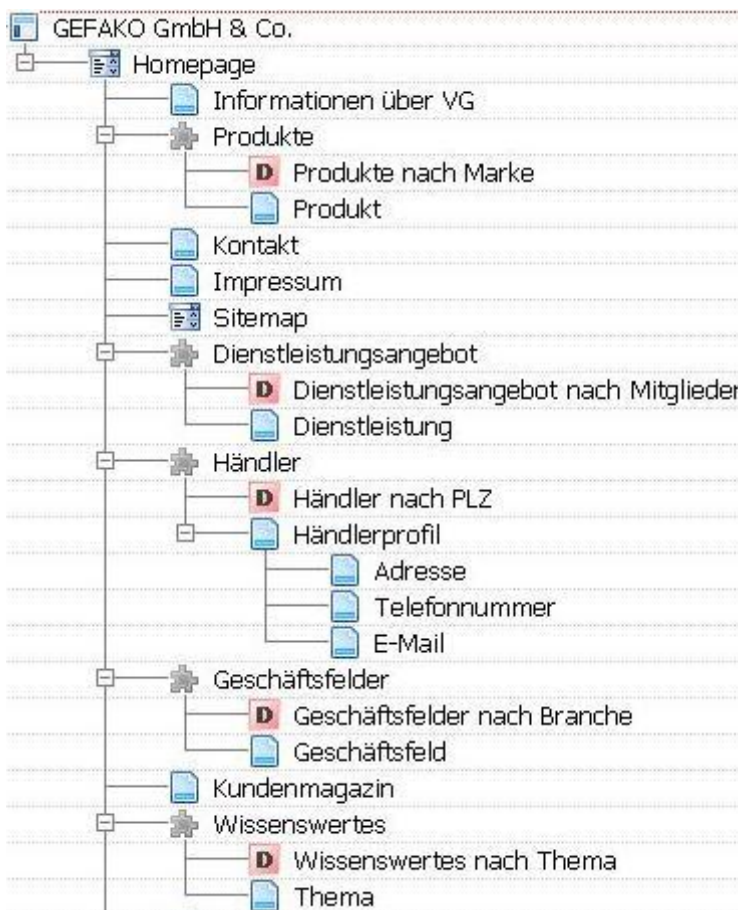 GEFAKO GmbH & Co.
Homepage
Informationen über VG
Produkte
D Produkte nach Marke
Produkt
Kontakt
Impressum
Sitemap
Dienstleistungsangebot
D Dienstleistungsangebot nach Mitglieder
Dienstleistung
Händler
D Händler nach PLZ
Händlerprofil
Adresse
Telefonnummer
E-Mail
Geschäftsfelder
D Geschäftsfelder nach Branche
Geschäftsfeld
Kundenmagazin
Wissenswertes
D Wissenswertes nach Thema
Thema